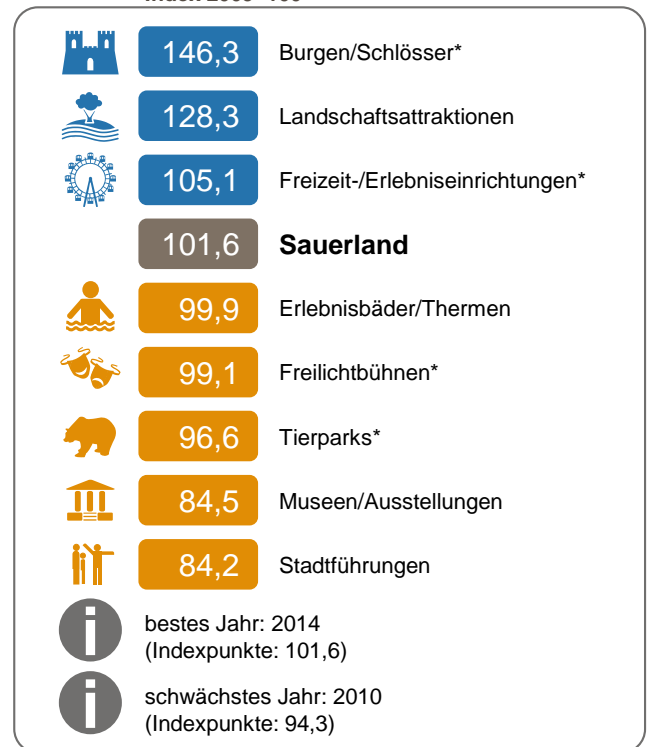 146,3 Burgen/Schlösser*
128,3 Landschaftsattraktionen
105,1 Freizeit-/Erlebniseinrichtungen*
101,6 Sauerland
99,9 Erlebnisbäder/Thermen
99,1 Freilichtbühnen*
96,6 Tierparks*
84,5 Museen/Ausstellungen
84,2 Stadtführungen
bestes Jahr: 2014
(Indexpunkte: 101,6)
schwächstes Jahr: 2010
(Indexpunkte: 94,3)